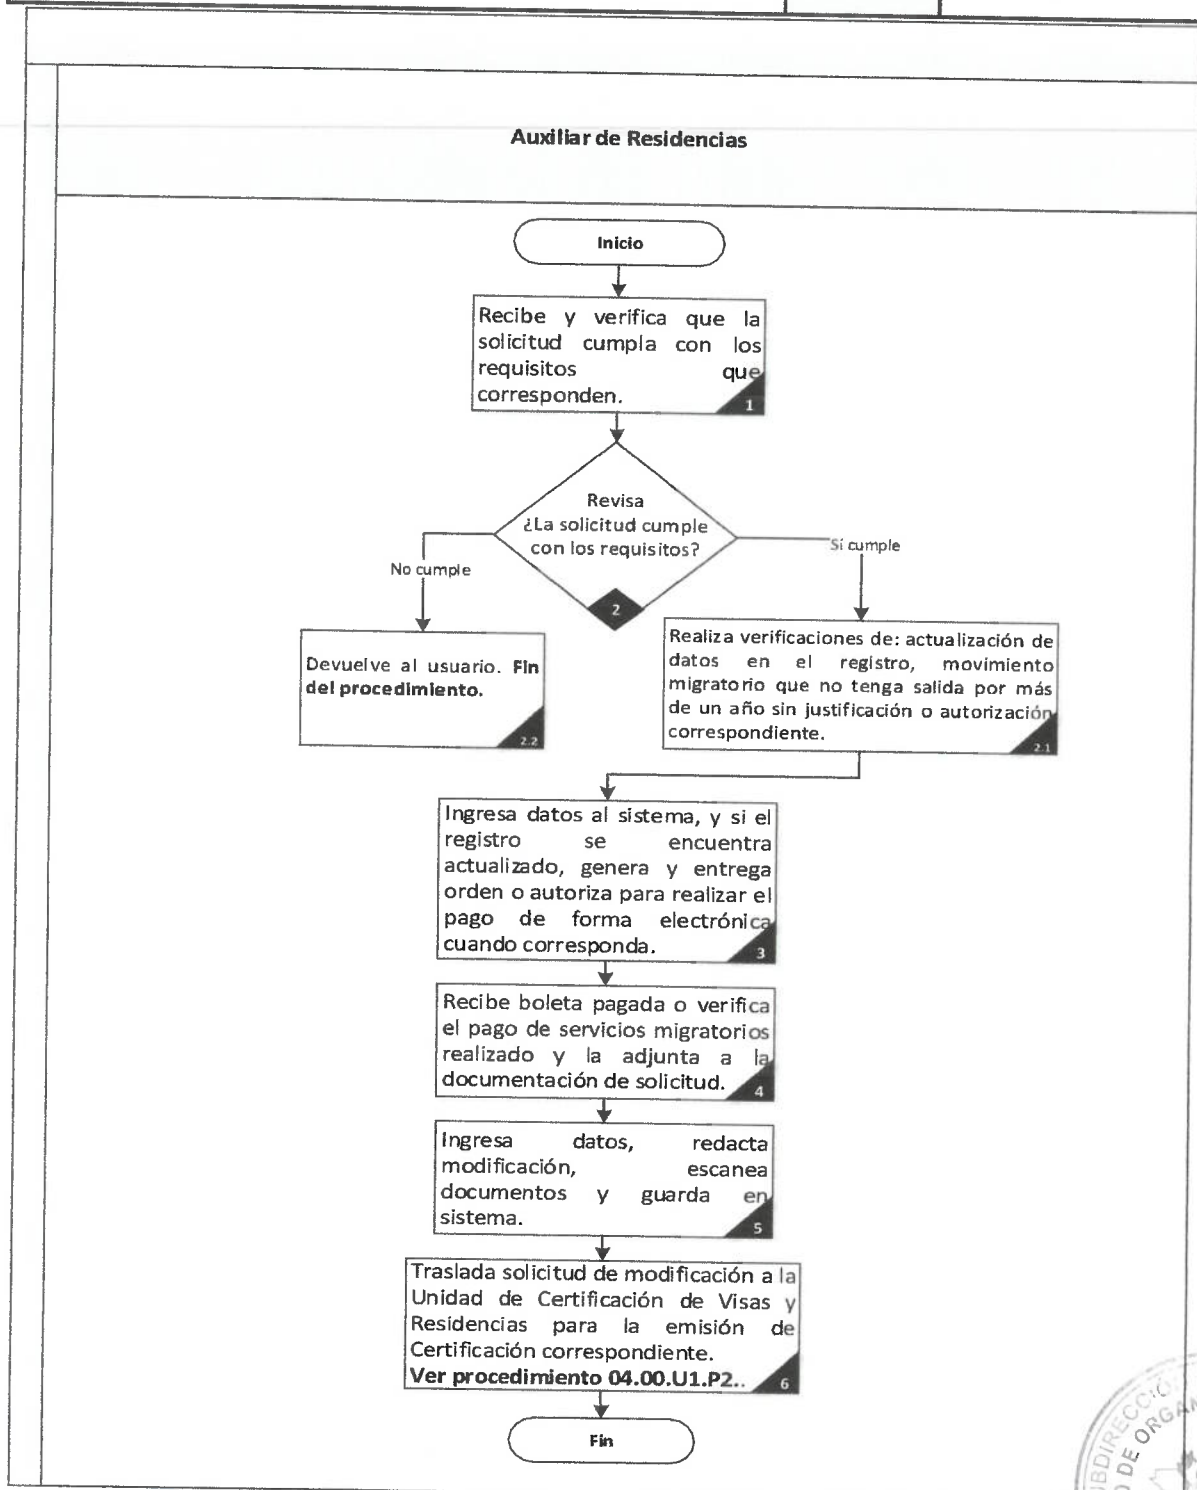 Auxiliar de Residencias
Inicio
Recibe y verifica que la
solicitud cumpla con los
requisitos que
corresponden.
1
Revisa
¿La solicitud cumple
con los requisitos?
2
No cumple
Sí cumple
Devuelve al usuario. Fin
del procedimiento.
2.2
Realiza verificaciones de: actualización de
datos en el registro, movimiento
migratorio que no tenga salida por más
de un año sin justificación o autorización
correspondiente.
2.1
Ingresa datos al sistema, y si el
registro se encuentra
actualizado, genera y entrega
orden o autoriza para realizar el
pago de forma electrónica
cuando corresponda.
3
Recibe boleta pagada o verifica
el pago de servicios migratorios
realizado y la adjunta a la
documentación de solicitud.
4
Ingresa datos, redacta
modificación, escanea
documentos y guarda en
sistema.
5
Traslada solicitud de modificación a la
Unidad de Certificación de Visas y
Residencias para la emisión de
Certificación correspondiente.
Ver procedimiento 04.00.U1.P2..
6
Fin